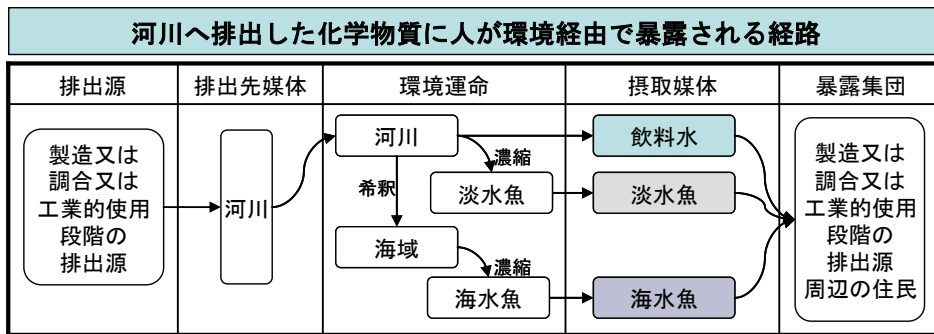 河川へ排出した化学物質に人が環境経由で暴露される経路
排出源
排出先媒体
環境運命
摂取媒体
暴露集団
製造又は
調合又は
工業的使用
段階の
排出源
河川
河川
濃縮
淡水魚
希釈
海域
濃縮
海水魚
飲料水
淡水魚
海水魚
製造又は
調合又は
工業的使用
段階の
排出源
周辺の住民